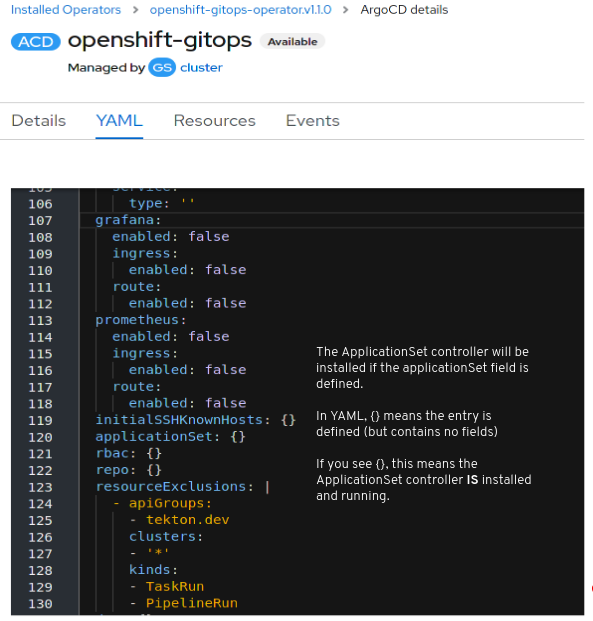 Installed Operators > openshift-gitops-operator.v1.1.0 > ArgoCD details
ACD openshift-gitops Available
Managed by GS cluster
Details YAML Resources Events
105 service:
106 type: ''
107 grafana:
108 enabled: false
109 ingress:
110 enabled: false
111 route:
112 enabled: false
113 prometheus:
114 enabled: false
115 ingress:
116 enabled: false
117 route:
118 enabled: false
119 initialSSHKnownHosts: {}
120 applicationSet: {}
121 rbac: {}
122 repo: {}
123 resourceExclusions: |
124 - apiGroups:
125 - tekton.dev
126 clusters:
127 - '*'
128 kinds:
129 - TaskRun
130 - PipelineRun
The ApplicationSet controller will be
installed if the applicationSet field is
defined.
In YAML, {} means the entry is
defined (but contains no fields)
If you see {}, this means the
ApplicationSet controller IS installed
and running.